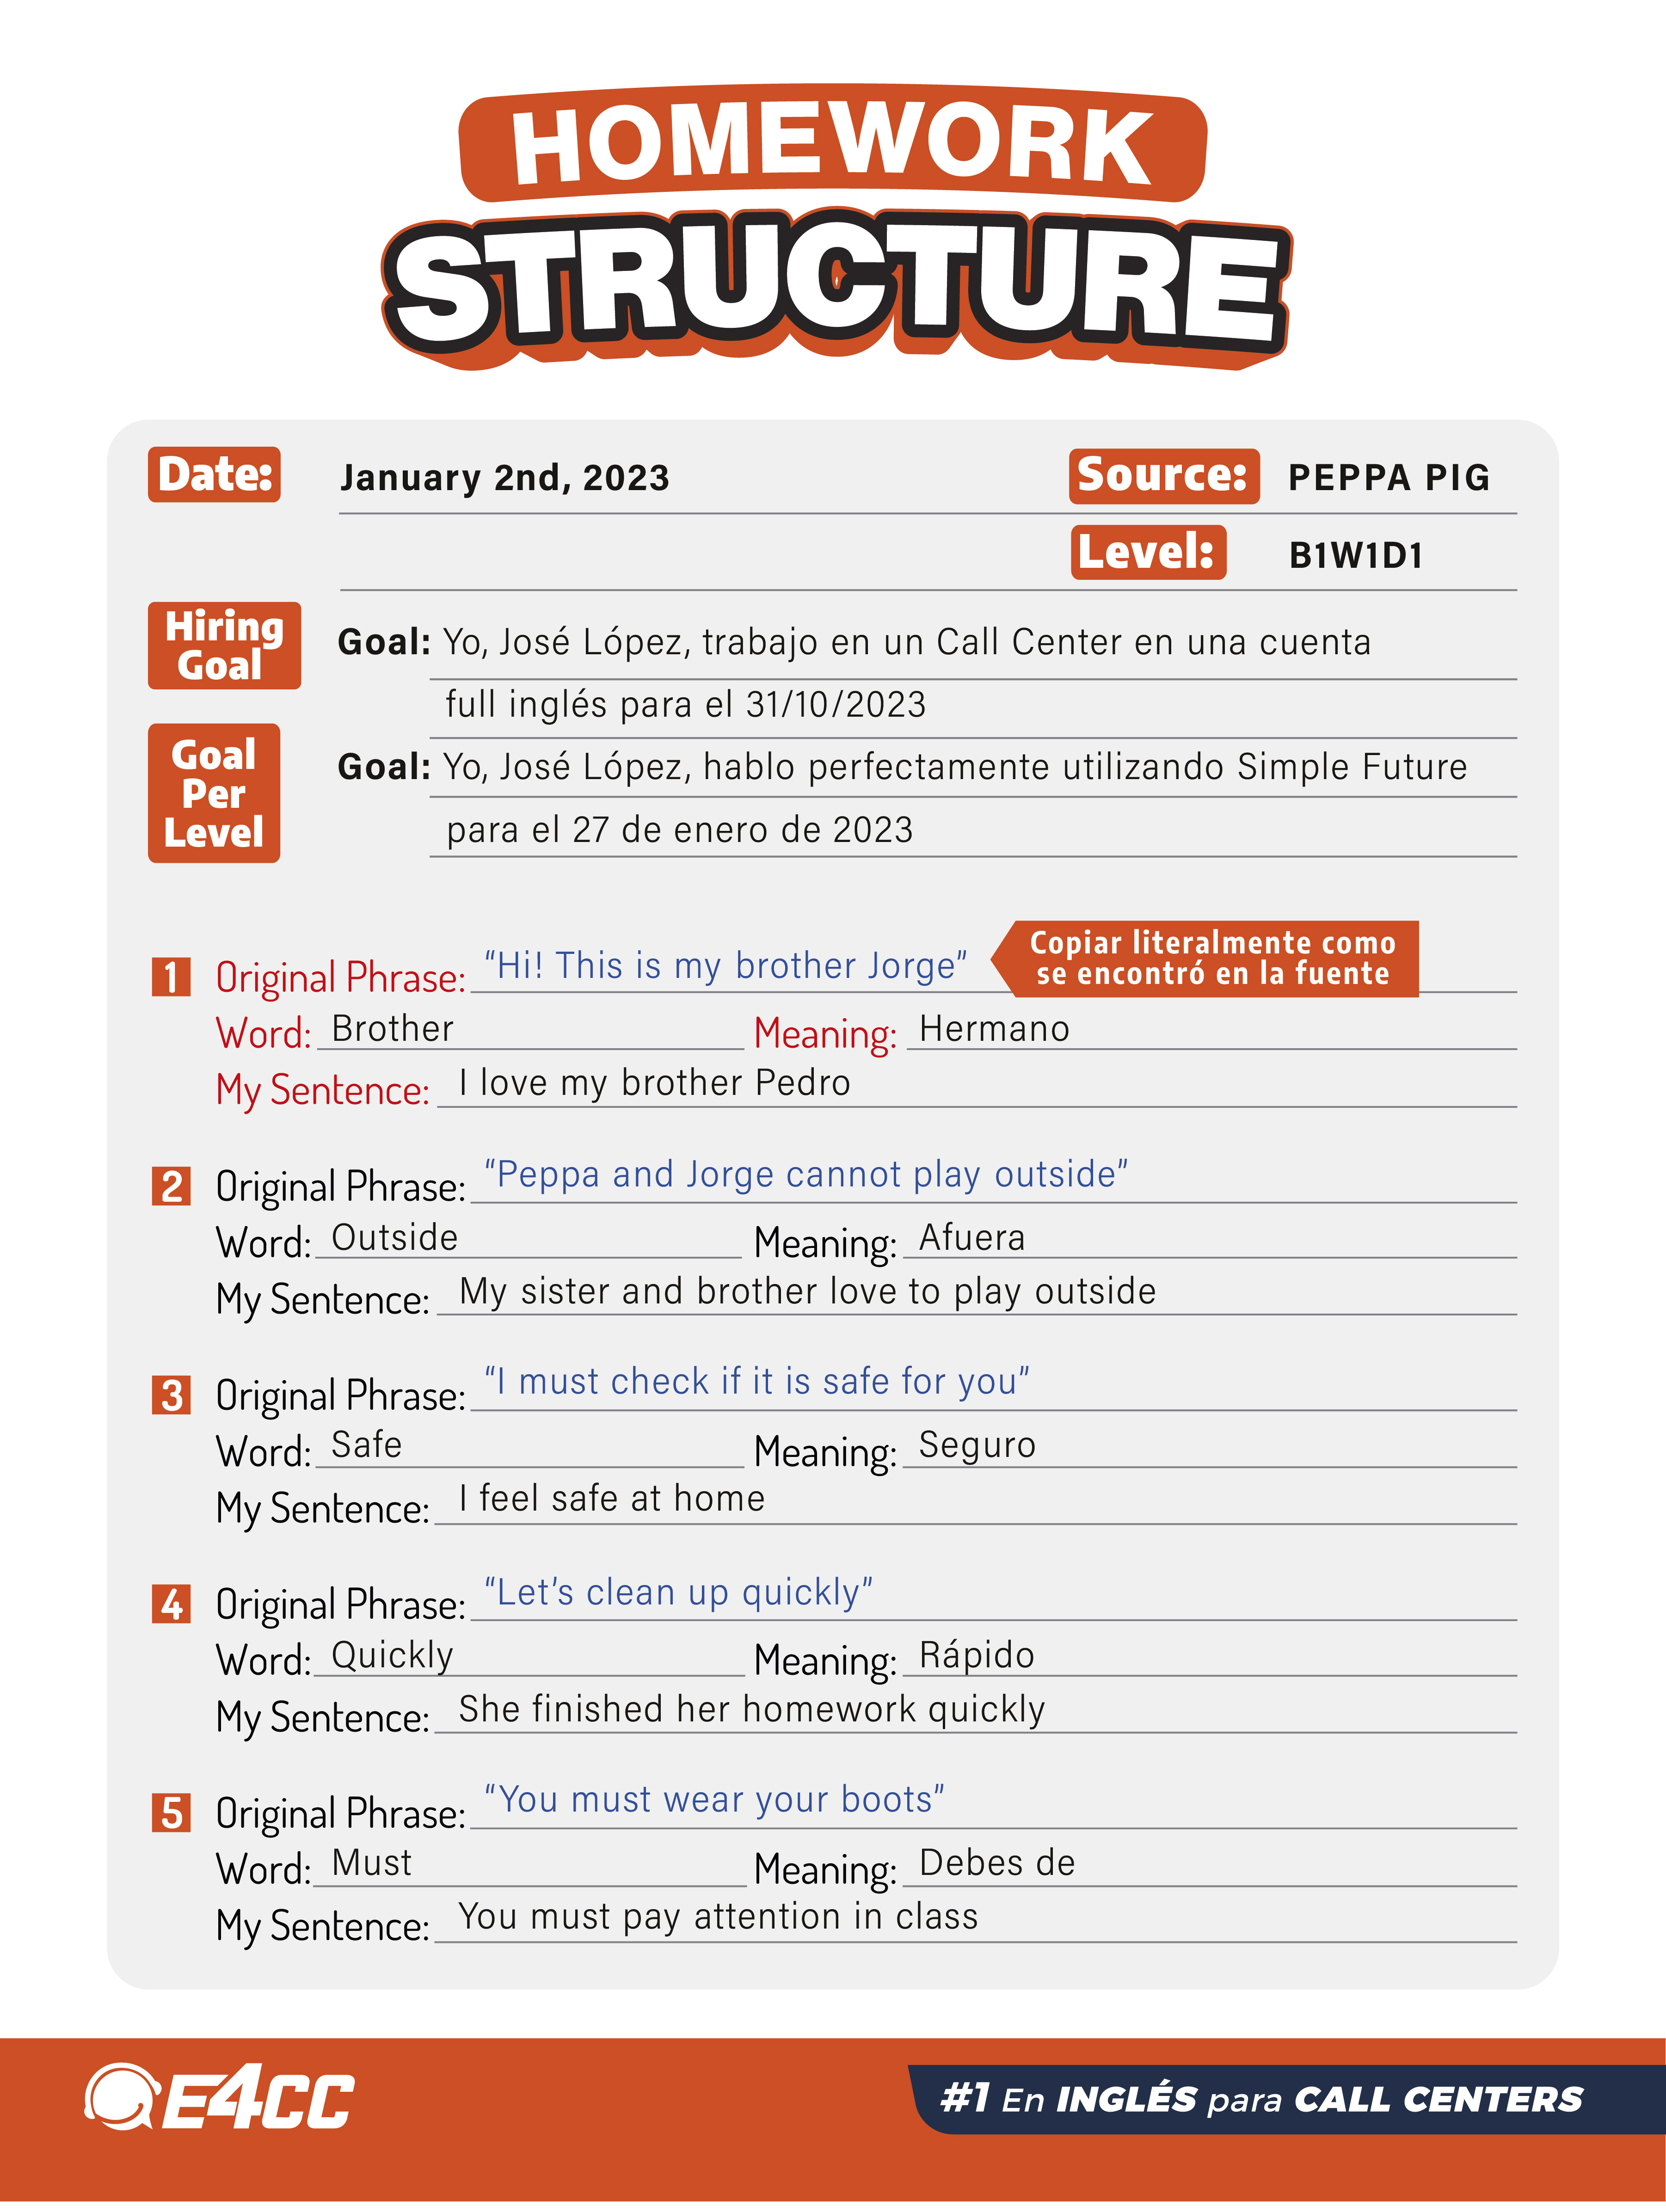 HOMEWORK
STRUCTURE
Date: January 2nd, 2023 Source: PEPPA PIG
Level: B1W1D1
Hiring
Goal
Goal: Yo, José López, trabajo en un Call Center en una cuenta
full inglés para el 31/10/2023
Goal
Per
Level
Goal: Yo, José López, hablo perfectamente utilizando Simple Future
para el 27 de enero de 2023
1 Original Phrase: “Hi! This is my brother Jorge”
Copiar literalmente como
se encontró en la fuente
Word: Brother Meaning: Hermano
My Sentence: I love my brother Pedro
2 Original Phrase: “Peppa and Jorge cannot play outside”
Word: Outside Meaning: Afuera
My Sentence: My sister and brother love to play outside
3 Original Phrase: “I must check if it is safe for you”
Word: Safe Meaning: Seguro
My Sentence: I feel safe at home
4 Original Phrase: “Let’s clean up quickly”
Word: Quickly Meaning: Rápido
My Sentence: She finished her homework quickly
5 Original Phrase: “You must wear your boots”
Word: Must Meaning: Debes de
My Sentence: You must pay attention in class
E4CC
#1 En INGLÉS para CALL CENTERS